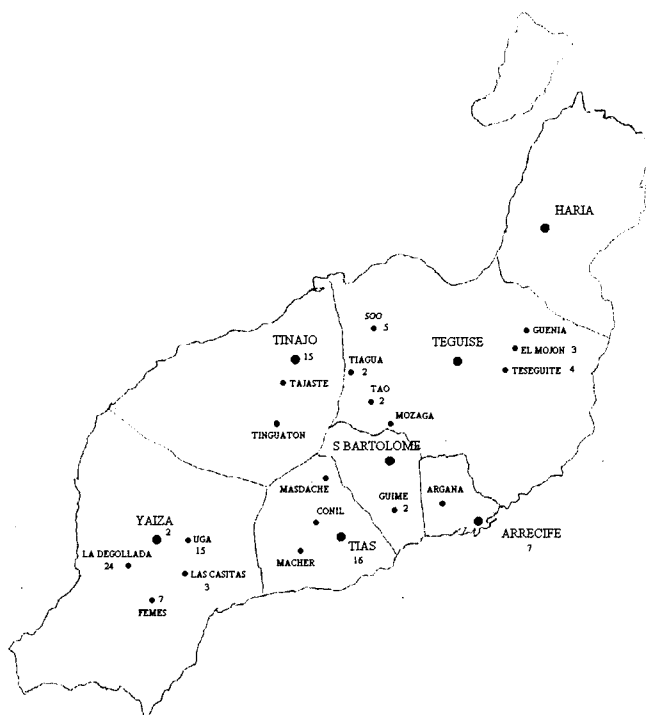 HARIA
SOO
5
GUENIA
TINAJO
15
TEGUISE
EL MOJON 3
TIAGUA
2
TESEGUITE 4
TAJASTE
TAO
2
MOZAGA
TINGUATON
S BARTOLOME
MASDACHE
GUIME
2
ARGANA
CONIL
YAIZA
2
UGA
15
TIAS
16
ARRECIFE
7
LA DEGOLLADA
24
MACHER
LAS CASITAS
3
7
FEMES